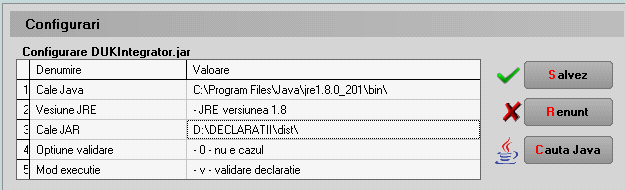 Configurari
Configurare DUKIntegrator.jar
Denumire Valoare
1 Cale Java C:\Program Files\Java\jre1.8.0_201\bin\
2 Vesiune JRE - JRE versiunea 1.8
3 Cale JAR D:\DECLARATII\dist\
4 Optiune validare - 0 - nu e cazul
5 Mod executie - v - validare declaratie
Salvez
Renunt
Cauta Java